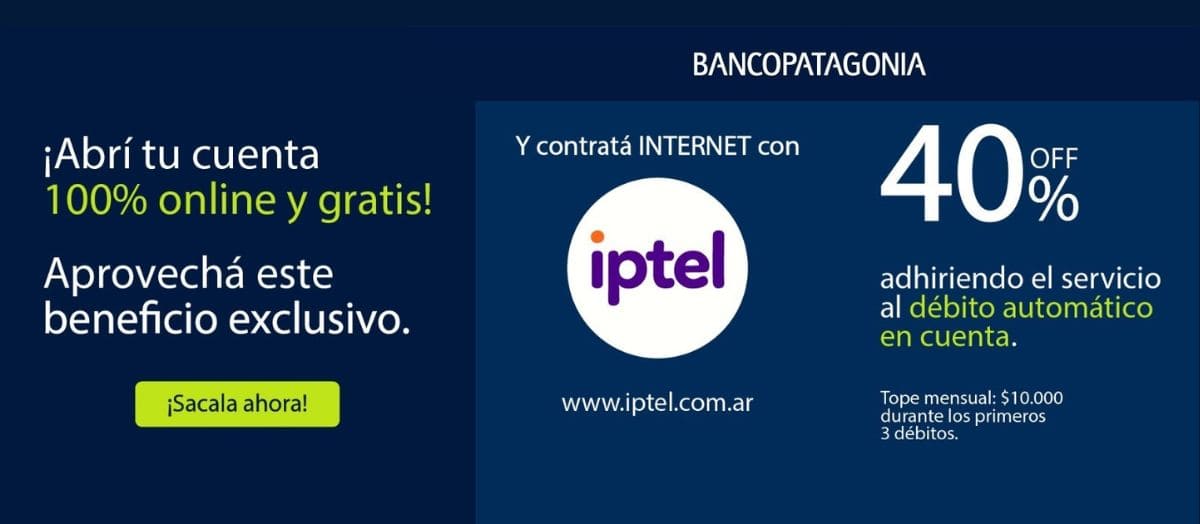 BANCOPATAGONIA
¡Abrí tu cuenta
100% online y gratis!
Aprovechá este
beneficio exclusivo.
¡Sacala ahora!
Y contratá INTERNET con
iptel
www.iptel.com.ar
40% OFF
adhiriendo el servicio
al débito automático
en cuenta.
Tope mensual: $10.000
durante los primeros
3 débitos.